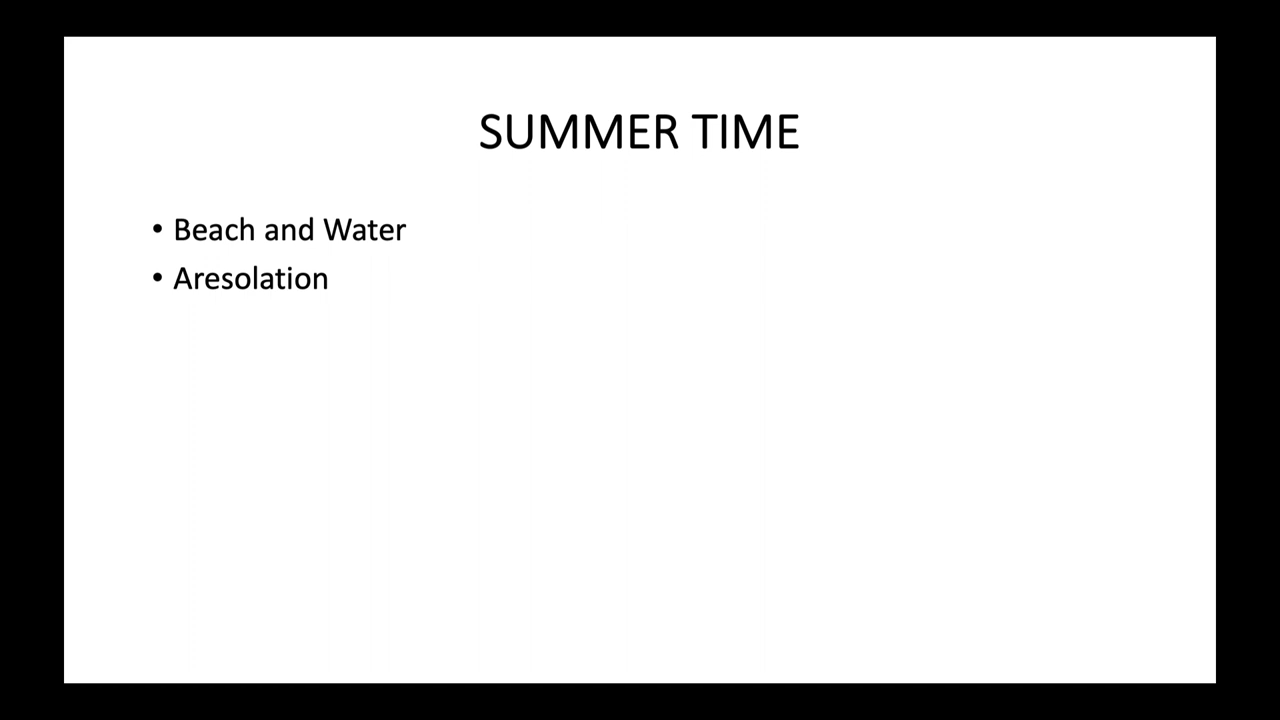 SUMMER TIME
• Beach and Water
• Aresolation